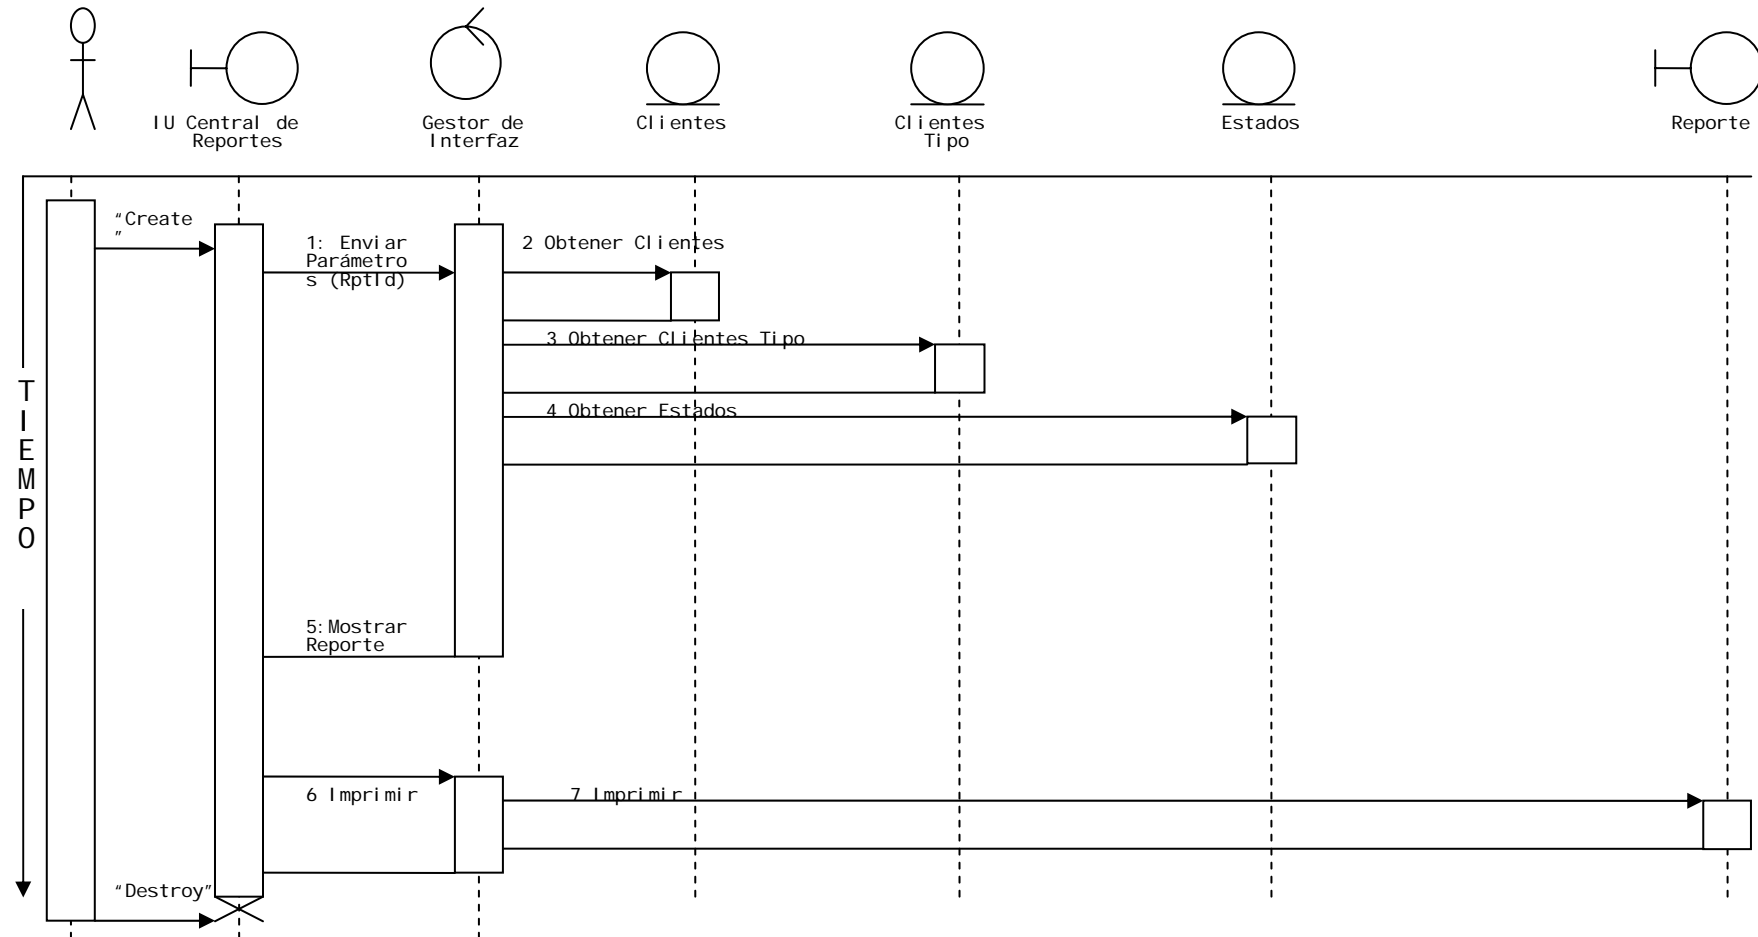 IU Central de
Reportes
Gestor de
Interfaz
Clientes
Clientes
Tipo
Estados
Reporte
“Create
”
1: Enviar
Parámetro
s (RptId)
2 Obtener Clientes
3 Obtener Clientes Tipo
4 Obtener Estados
T
I
E
M
P
O
5:Mostrar
Reporte
6 Imprimir
7 Imprimir
“Destroy”